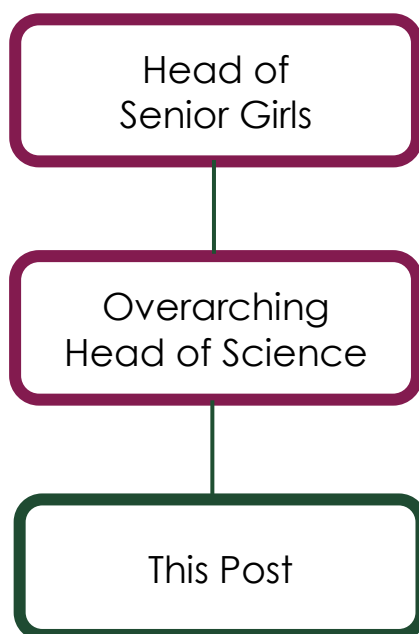 Head of
Senior Girls
Overarching
Head of Science
This Post